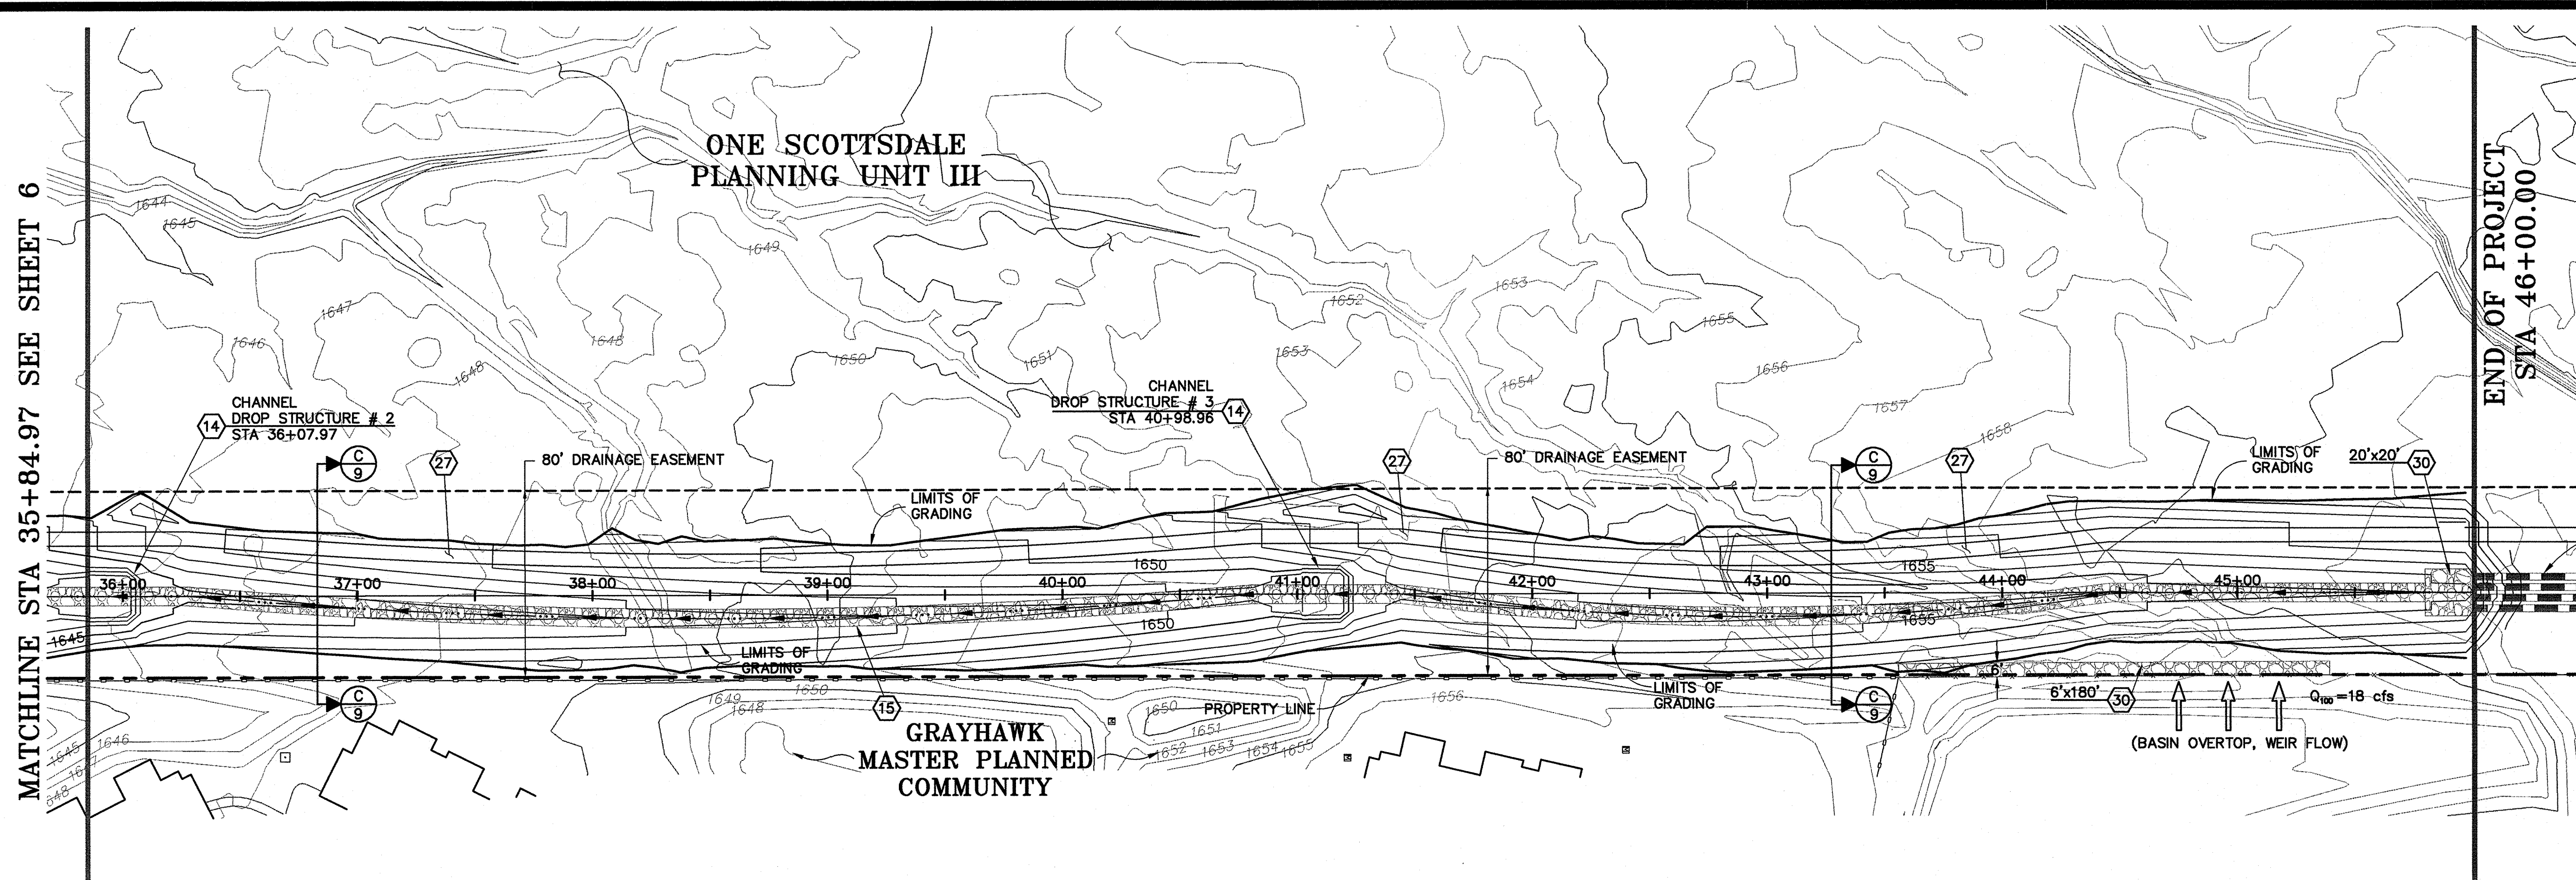 MATCHLINE STA 35+84.97 SEE SHEET 6
ONE SCOTTSDALE
PLANNING UNIT III
END OF PROJECT
STA 46+00.00
1644
1645
1649
1647
1646
1648
1648
1650
1651
1652
1653
1653
1654
1655
1656
1657
1658
CHANNEL
14 DROP STRUCTURE # 2
STA 36+07.97
CHANNEL
DROP STRUCTURE # 3 14
STA 40+98.96
C
9
27
80' DRAINAGE EASEMENT
27
80' DRAINAGE EASEMENT
C
9
27
LIMITS OF
GRADING
20'x20' 30
LIMITS OF
GRADING
1650
1655
36+00
37+00
38+00
39+00
40+00
41+00
42+00
43+00
44+00
45+00
1645
1650
1655
LIMITS OF
GRADING
6'
C
9
15
1649
1650
1648
1650
1651
1652
1653
1654
1655
PROPERTY LINE
1656
LIMITS OF
GRADING
C
9
6'x180' 30
Q100=18 cfs
(BASIN OVERTOP, WEIR FLOW)
GRAYHAWK
MASTER PLANNED
COMMUNITY
1645
1646